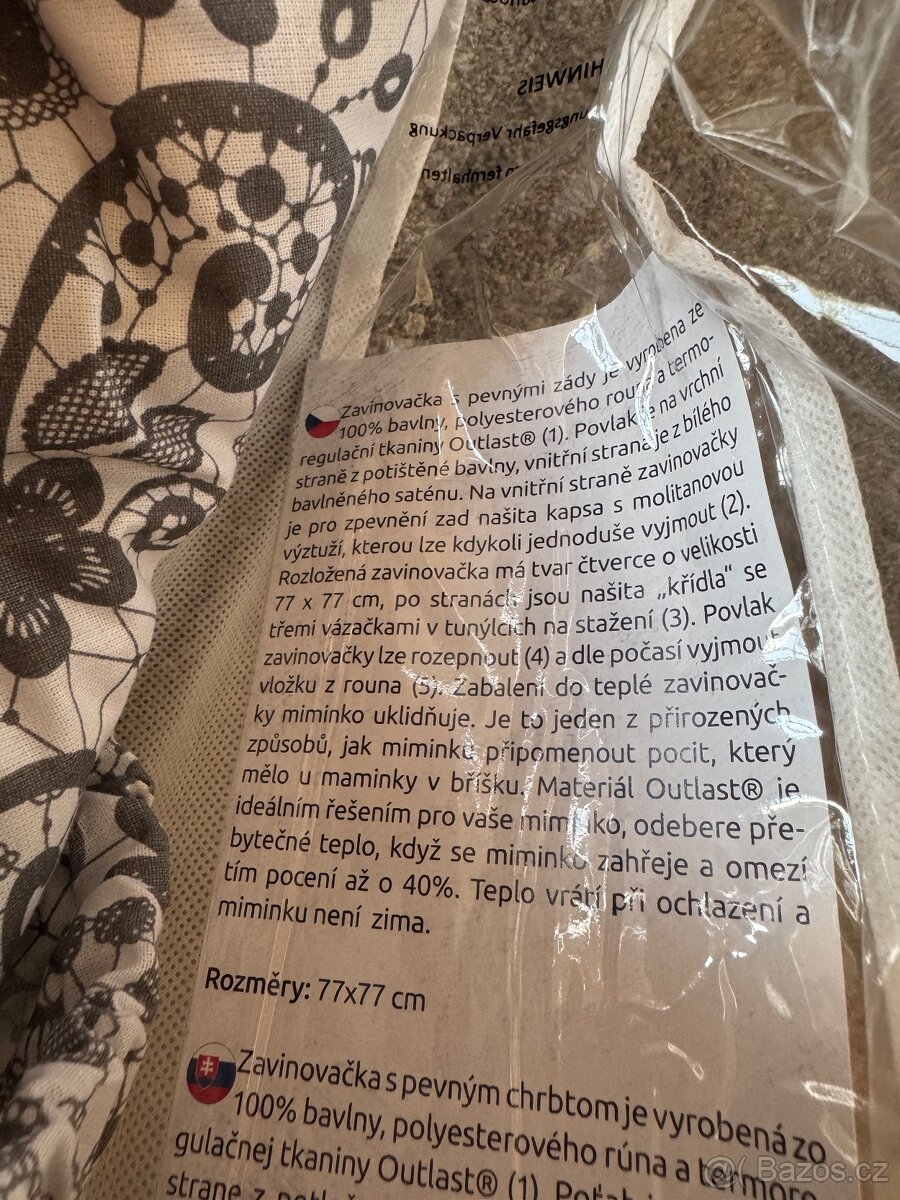 HINWEIS
ungsgefahr Verpackung
n fernhalten
Zavinovačka s pevnými zády je vyrobena ze
100% bavlny, polyesterového rouna a termo-
regulační tkaniny Outlast® (1). Povlak je na vrchní
straně z potištěné bavlny, vnitřní strana je z bílého
bavlněného saténu. Na vnitřní straně zavinovačky
je pro zpevnění zad našita kapsa s molitanovou
výztuží, kterou lze kdykoli jednoduše vyjmout (2).
Rozložená zavinovačka má tvar čtverce o velikosti
77 x 77 cm, po stranách jsou našita „křídla" se
třemi vázačkami v tunýlcích na stažení (3). Povlak
zavinovačky lze rozepnout (4) a dle počasí vyjmout
vložku z rouna (5). Zabalení do teplé zavinovač-
ky miminko uklidňuje. Je to jeden z přirozených
způsobů, jak miminku připomenout pocit, který
mělo u maminky v bříšku. Materiál Outlast® je
ideálním řešením pro vaše miminko, odebere pře-
bytečné teplo, když se miminko zahřeje a omezí
tím pocení až o 40%. Teplo vrátí při ochlazení a
miminku není zima.
Rozměry: 77x77 cm
Zavinovačka s pevným chrbtom je vyrobená zo
100% bavlny, polyesterového rúna a termore
gulačnej tkaniny Outlast® (1). Poťah
strane z
Bazos.cz